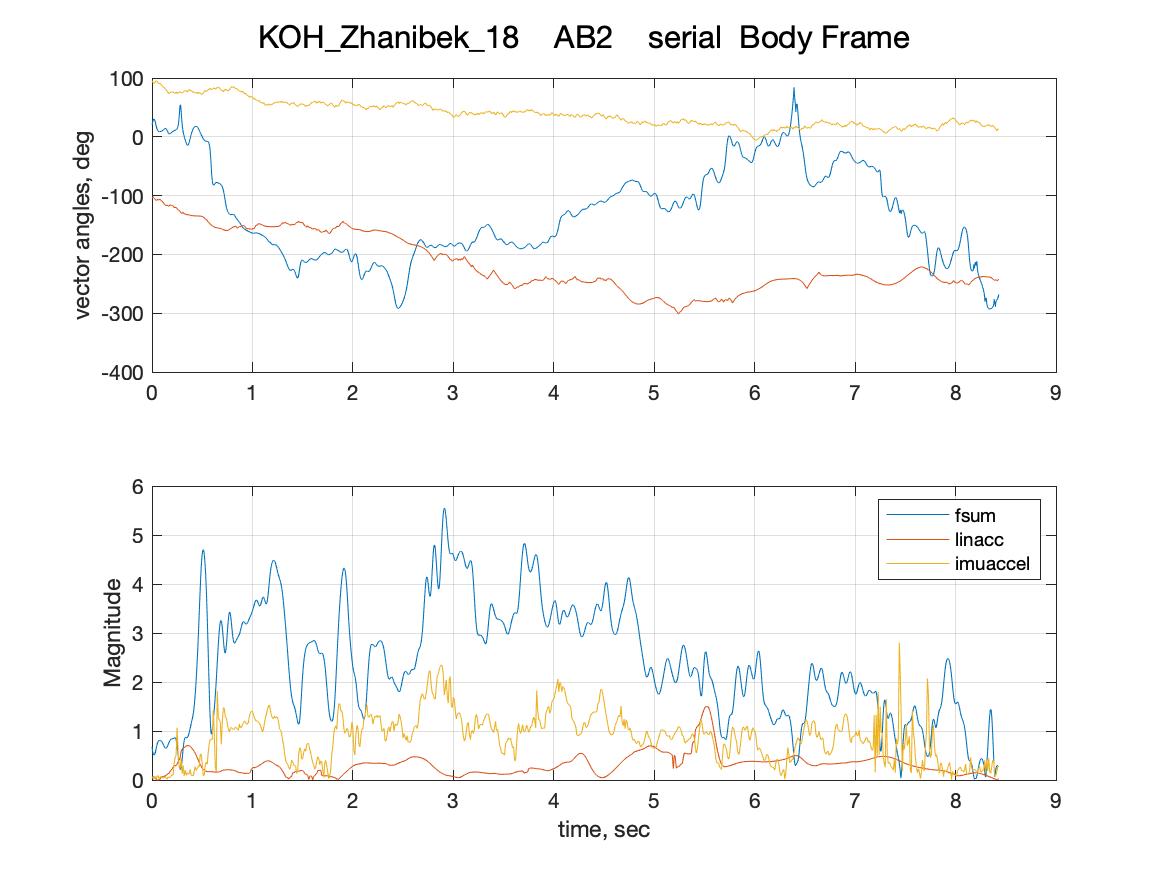 KOH_Zhanibek_18 AB2 serial Body Frame
100
0
-100
-200
-300
-400
vector angles, deg
0 1 2 3 4 5 6 7 8 9
6
5
4
3
2
1
0
Magnitude
fsum
linacc
imuaccel
0 1 2 3 4 5 6 7 8 9
time, sec